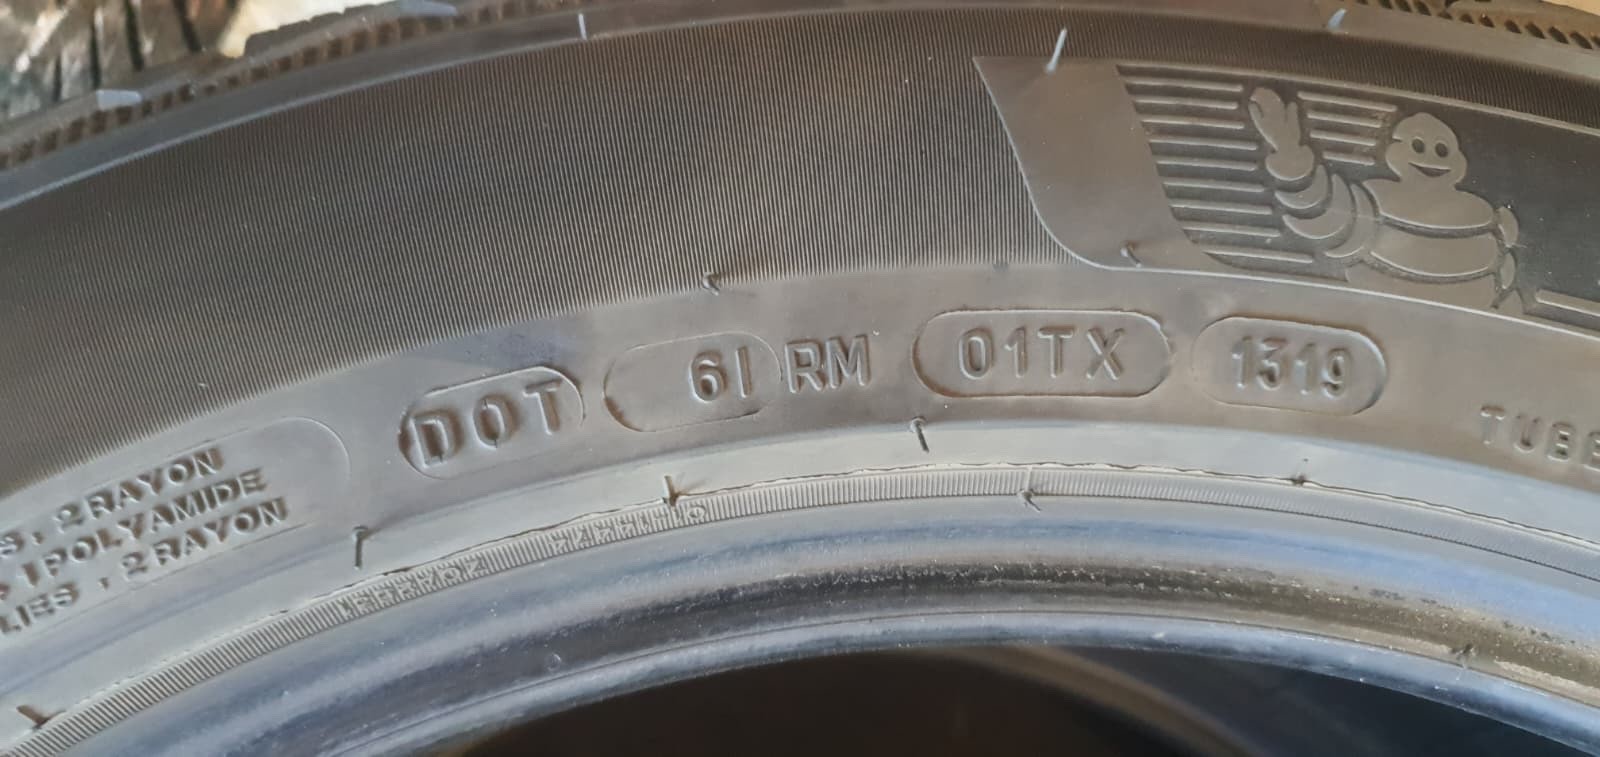 DOT 6I RM 01TX 1319
TUBE
S, 2 RAYON
1 POLYAMIDE
LIES , 2 RAYON